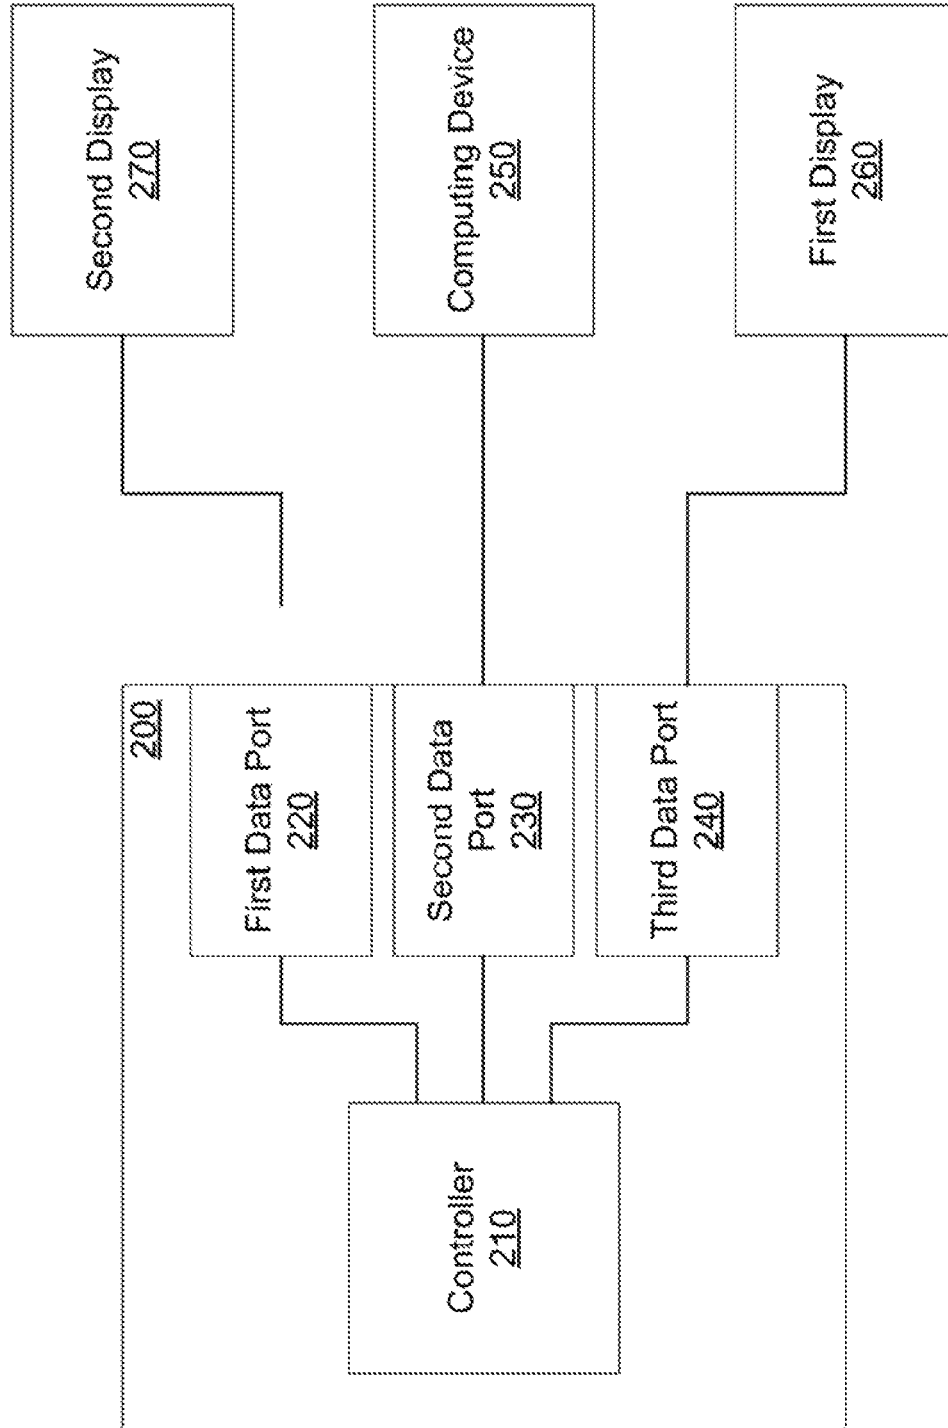 200
Controller
210
First Data Port
220
Second Data
Port
230
Third Data Port
240
Second Display
270
Computing Device
250
First Display
260